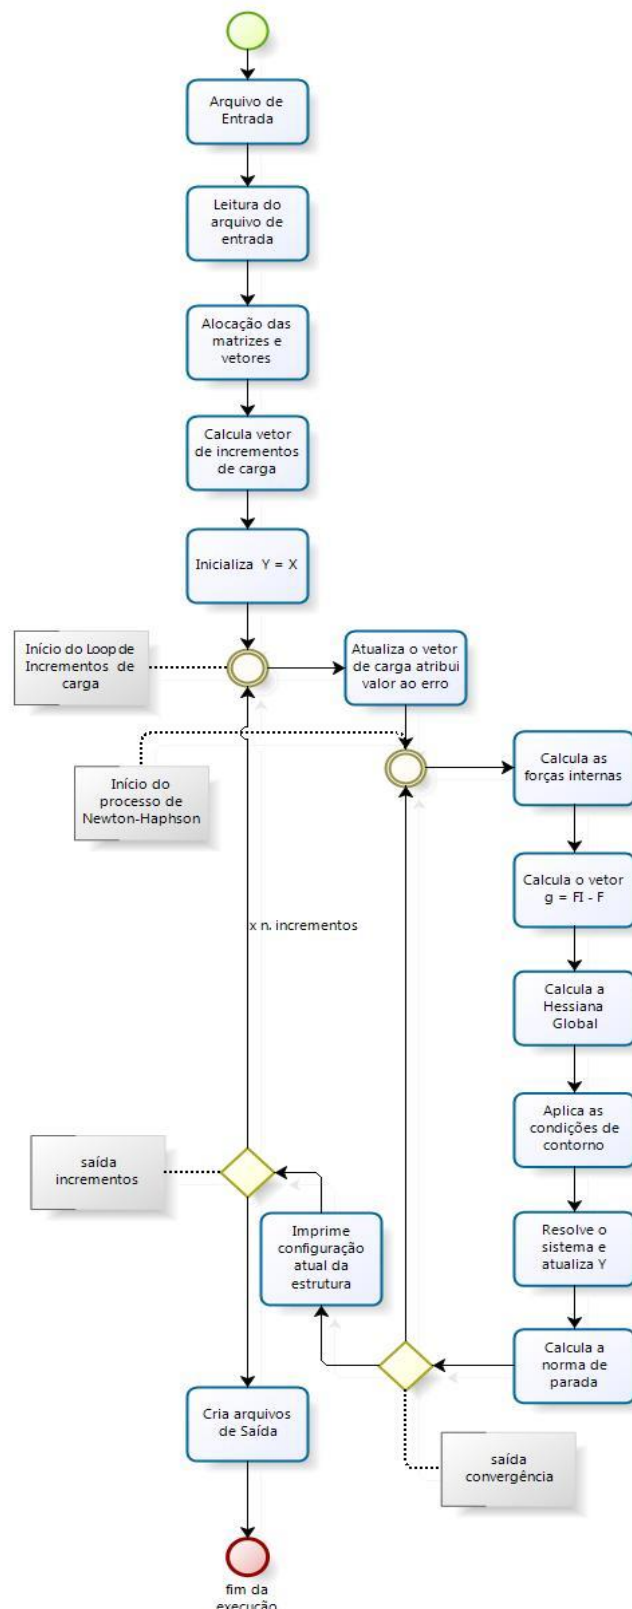 Arquivo de
Entrada
Leitura do
arquivo de
entrada
Alocação das
matrizes e
vetores
Calcula vetor
de incrementos
de carga
Inicializa Y = X
Início do Loop de
Incrementos de
carga
Atualiza o vetor
de carga atribui
valor ao erro
Início do
processo de
Newton-Haphson
Calcula as
forças internas
Calcula o vetor
g = FI - F
x n. incrementos
Calcula a
Hessiana
Global
Aplica as
condições de
contorno
saída
incrementos
Imprime
configuração
atual da
estrutura
Resolve o
sistema e
atualiza Y
Calcula a
norma de
parada
Cria arquivos
de Saída
saída
convergência
fim da
execução